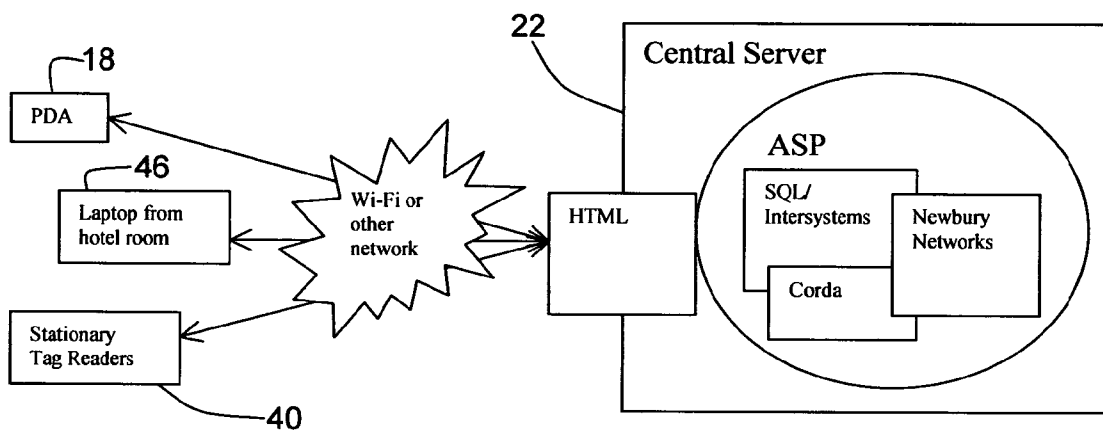 18
PDA
46
Laptop from
hotel room
Stationary
Tag Readers
40
Wi-Fi or
other
network
22
Central Server
HTML
ASP
SQL/
Intersystems
Newbury
Networks
Corda